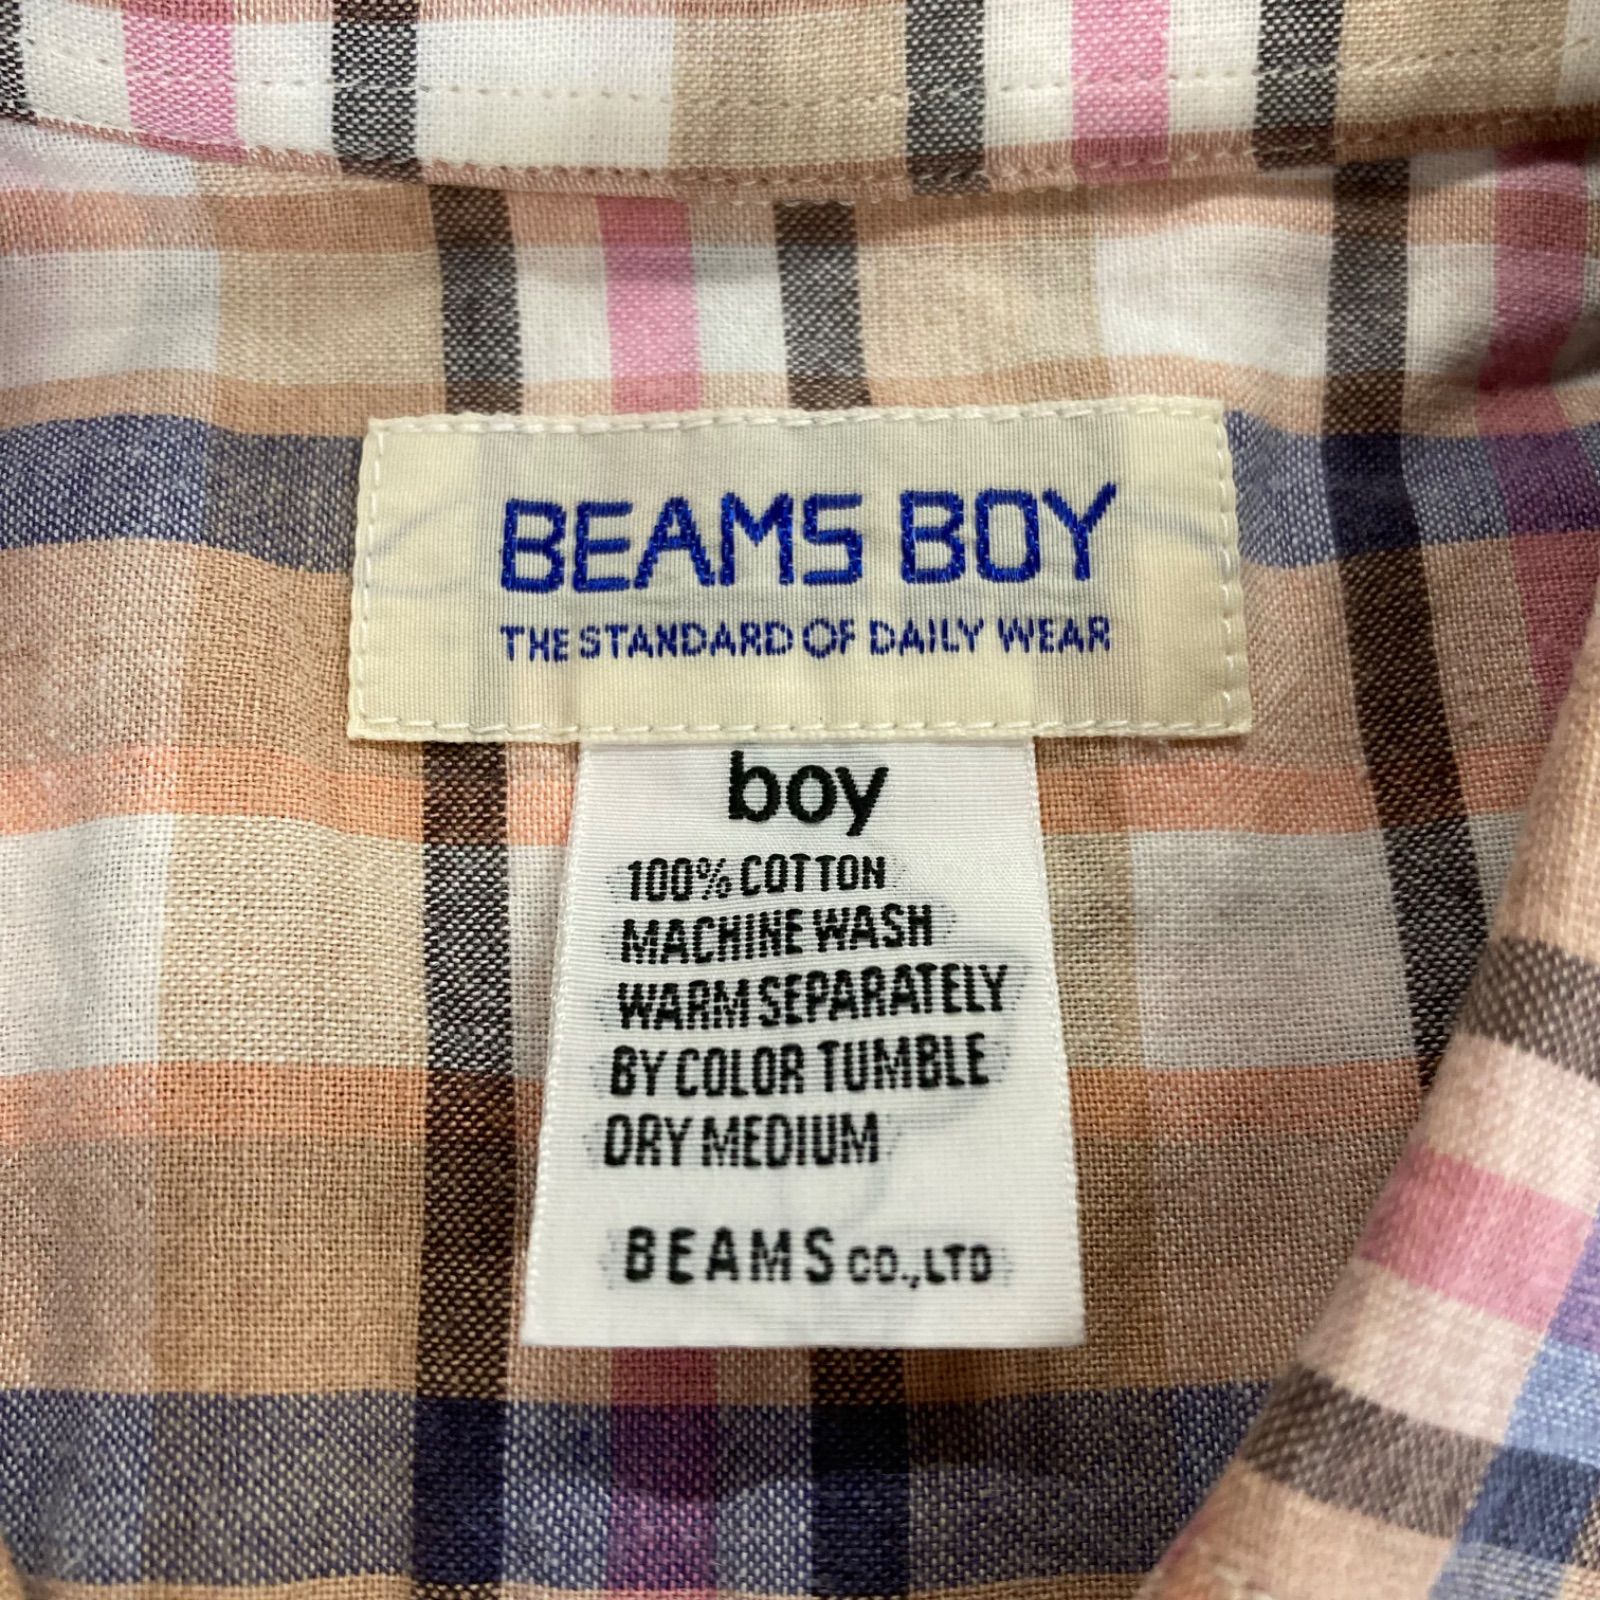 BEAMS BOY
THE STANDARD OF DAILY WEAR
boy
100% COTTON
MACHINE WASH
WARM SEPARATELY
BY COLOR TUMBLE
DRY MEDIUM
BEAMS CO.,LTD